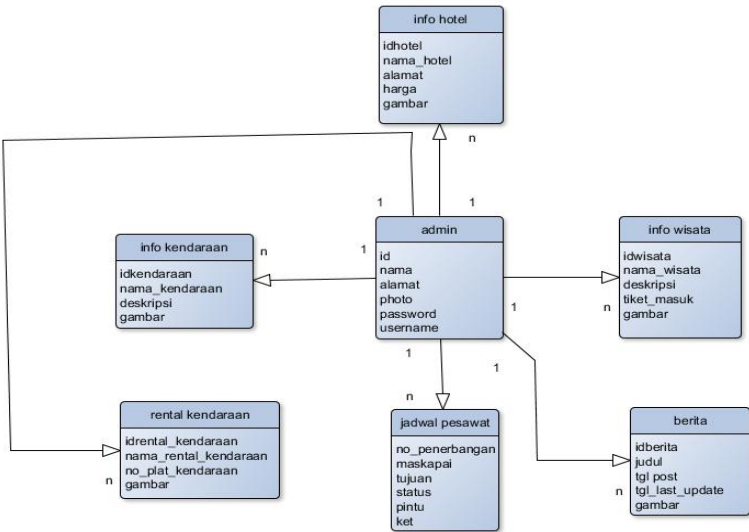 info hotel
idhotel
nama_hotel
alamat
harga
gambar
n
1
1
admin
id
nama
alamat
photo
password
username
info kendaraan
idkendaraan
nama_kendaraan
deskripsi
gambar
n
1
info wisata
idwisata
nama_wisata
deskripsi
tiket_masuk
gambar
1
n
1
1
n
rental kendaraan
idrental_kendaraan
nama_rental_kendaraan
no_plat_kendaraan
gambar
n
jadwal pesawat
no_penerbangan
maskapai
tujuan
status
pintu
ket
berita
idberita
judul
tgl post
tgl_last_update
gambar
n